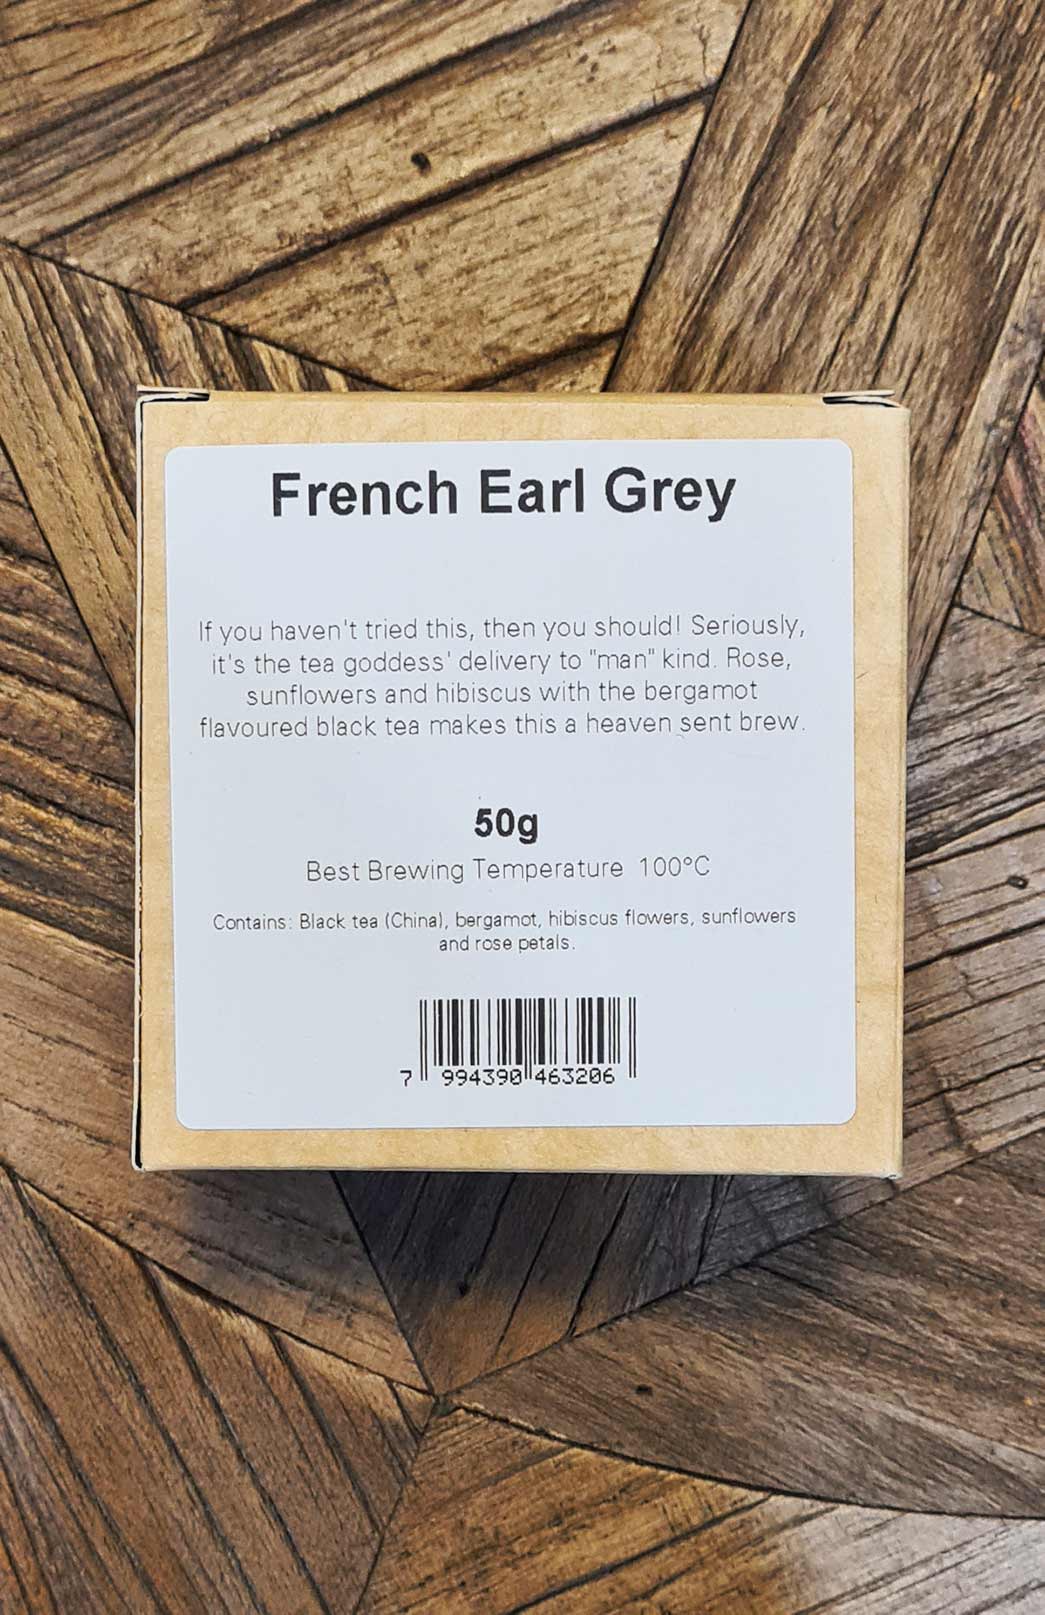 French Earl Grey
If you haven't tried this, then you should! Seriously,
it's the tea goddess' delivery to "man" kind. Rose,
sunflowers and hibiscus with the bergamot
flavoured black tea makes this a heaven sent brew.
50g
Best Brewing Temperature 100°C
Contains: Black tea (China), bergamot, hibiscus flowers, sunflowers
and rose petals.
7 994390 463206